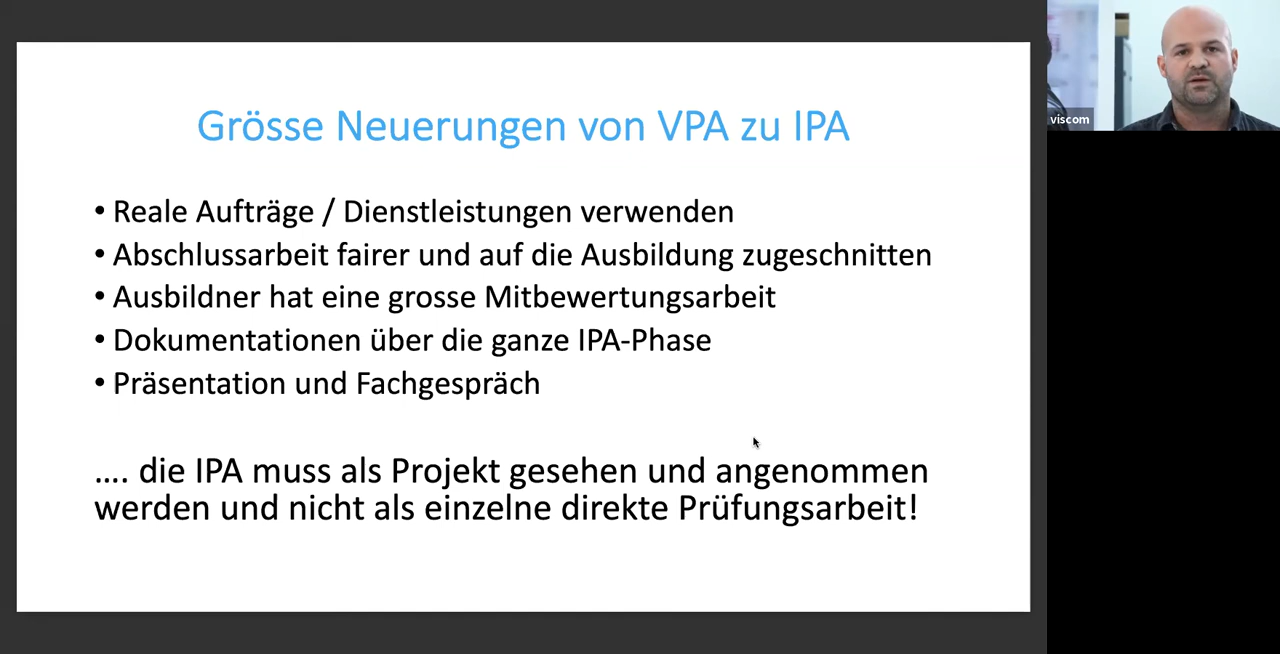 Grösse Neuerungen von VPA zu IPA
• Reale Aufträge / Dienstleistungen verwenden
• Abschlussarbeit fairer und auf die Ausbildung zugeschnitten
• Ausbildner hat eine grosse Mitbewertungsarbeit
• Dokumentationen über die ganze IPA-Phase
• Präsentation und Fachgespräch
.... die IPA muss als Projekt gesehen und angenommen
werden und nicht als einzelne direkte Prüfungsarbeit!
viscom